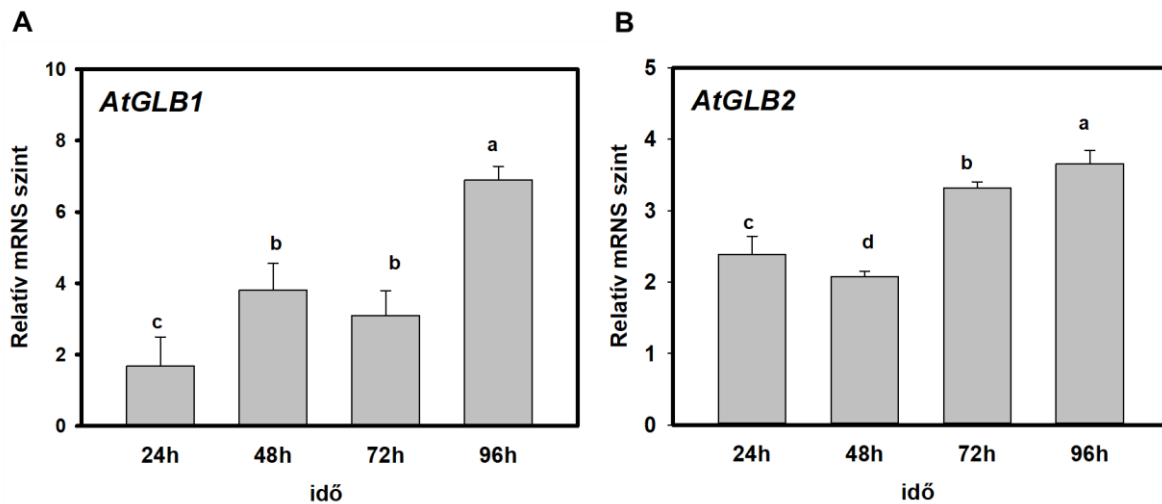 A
AtGLB1
Relatív mRNS szint
10
8
6
4
2
0
c
b
b
a
24h 48h 72h 96h
idő
B
AtGLB2
Relatív mRNS szint
5
4
3
2
1
0
c
d
b
a
24h 48h 72h 96h
idő